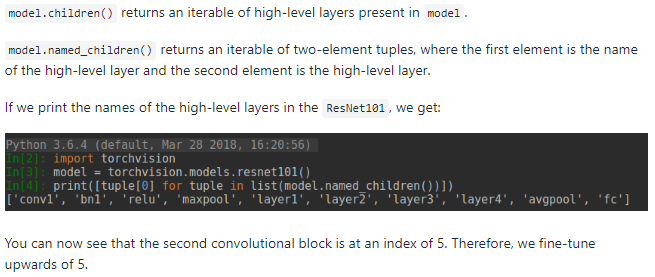 model.children() returns an iterable of high-level layers present in model .
model.named_children() returns an iterable of two-element tuples, where the first element is the name
of the high-level layer and the second element is the high-level layer.
If we print the names of the high-level layers in the ResNet101 , we get:
Python 3.6.4 (default, Mar 28 2018, 16:20:56)
In[2]: import torchvision
In[3]: model = torchvision.models.resnet101()
In[4]: print([tuple[0] for tuple in list(model.named_children())])
['conv1', 'bn1', 'relu', 'maxpool', 'layer1', 'layer2', 'layer3', 'layer4', 'avgpool', 'fc']
You can now see that the second convolutional block is at an index of 5. Therefore, we fine-tune
upwards of 5.